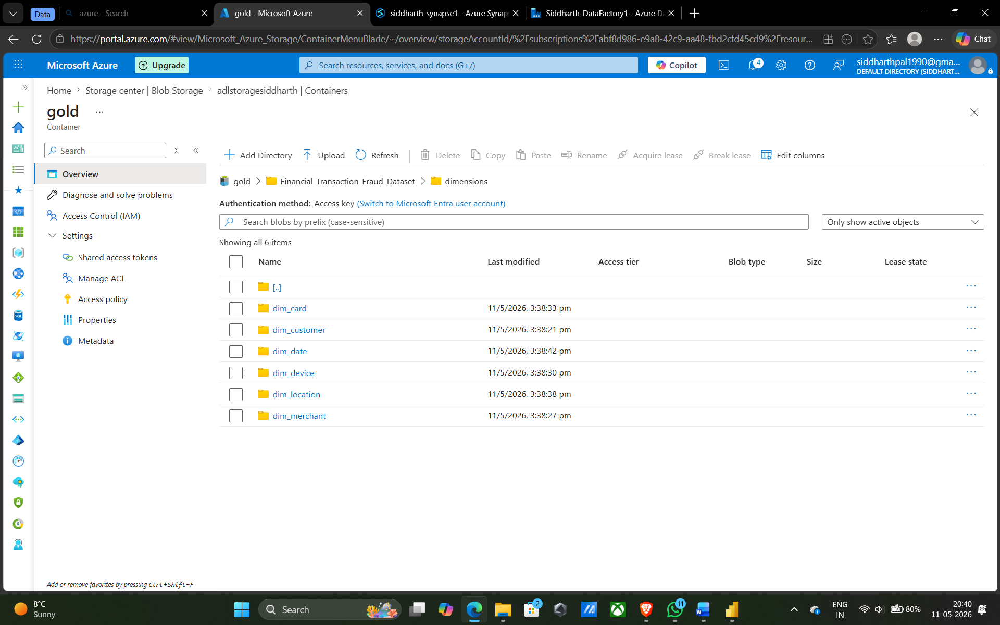 Data
azure - Search
gold - Microsoft Azure
siddharth-synapse1 - Azure Synap
Siddharth-DataFactory1 - Azure Da
https://portal.azure.com/#view/Microsoft_Azure_Storage/ContainerMenuBlade/~/overview/storageAccountId/%2Fsubscriptions%2Fabf8d986-e9a8-42c9-aa48-fbd2cfd45cd9%2Fresour...
Chat
Microsoft Azure
Upgrade
Search resources, services, and docs (G+/)
Copilot
4
siddharthpal1990@gma...
DEFAULT DIRECTORY (SIDDHART...
Home > Storage center | Blob Storage > adlstoragesiddharth | Containers
gold ...
Container
Search
Add Directory
Upload
Refresh
Delete
Copy
Paste
Rename
Acquire lease
Break lease
Edit columns
Overview
Diagnose and solve problems
Access Control (IAM)
Settings
Shared access tokens
Manage ACL
Access policy
Properties
Metadata
gold > Financial_Transaction_Fraud_Dataset > dimensions
Authentication method: Access key (Switch to Microsoft Entra user account)
Search blobs by prefix (case-sensitive)
Only show active objects
Showing all 6 items
Name Last modified Access tier Blob type Size Lease state
[..]
dim_card 11/5/2026, 3:38:33 pm
dim_customer 11/5/2026, 3:38:21 pm
dim_date 11/5/2026, 3:38:42 pm
dim_device 11/5/2026, 3:38:30 pm
dim_location 11/5/2026, 3:38:38 pm
dim_merchant 11/5/2026, 3:38:27 pm
Add or remove favorites by pressing Ctrl+Shift+F
8°C
Sunny
Search
2
11
ENG
IN
80%
20:40
11-05-2026